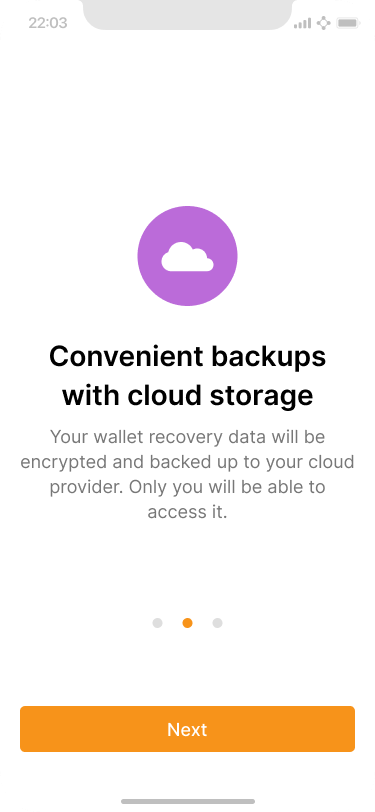 22:03
Convenient backups
with cloud storage
Your wallet recovery data will be
encrypted and backed up to your cloud
provider. Only you will be able to
access it.
Next